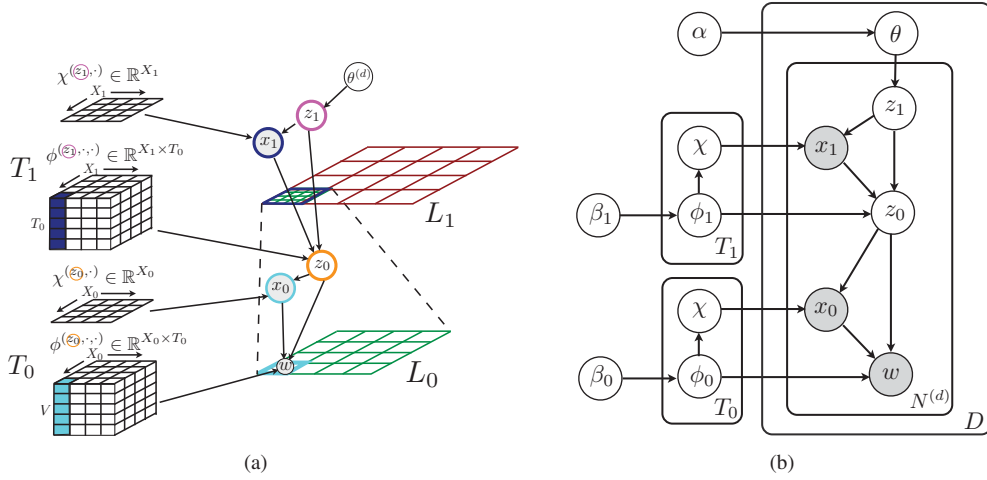 χ^(z₁,·) ∈ ℝ^X₁
X₁
T₁
ϕ^(z₁,·,·) ∈ ℝ^X₁×T₀
X₁
T₀
χ^(z₀,·) ∈ ℝ^X₀
X₀
T₀
ϕ^(z₀,·,·) ∈ ℝ^X₀×T₀
X₀
V
θ^(d)
z₁
x₁
L₁
z₀
x₀
w
L₀
(a)
α
θ
z₁
χ
x₁
β₁
ϕ₁
z₀
T₁
χ
x₀
β₀
ϕ₀
w
T₀
N^(d)
D
(b)